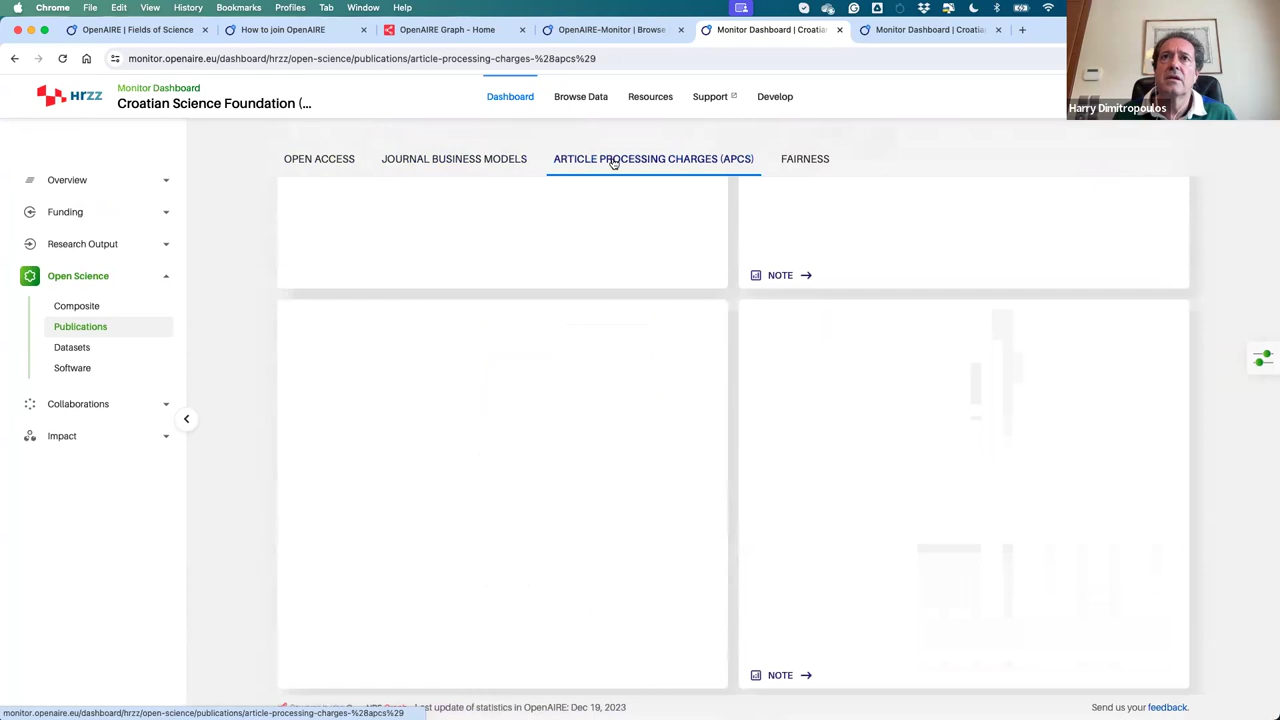 Chrome File Edit View History Bookmarks Profiles Tab Window Help
OpenAIRE | Fields of Science
How to join OpenAIRE
OpenAIRE Graph - Home
OpenAIRE-Monitor | Browse
Monitor Dashboard | Croatia
Monitor Dashboard | Croatia
monitor.openaire.eu/dashboard/hrzz/open-science/publications/article-processing-charges-%28apcs%29
HRZZ
Monitor Dashboard
Croatian Science Foundation (...
Dashboard Browse Data Resources Support Develop
Harry Dimitropoulos
OPEN ACCESS JOURNAL BUSINESS MODELS ARTICLE PROCESSING CHARGES (APCS) FAIRNESS
Overview
Funding
Research Output
Open Science
Composite
Publications
Datasets
Software
Collaborations
Impact
NOTE
NOTE
monitor.openaire.eu/dashboard/hrzz/open-science/publications/article-processing-charges-%28apcs%29
Last update of statistics in OpenAIRE: Dec 19, 2023
Send us your feedback.